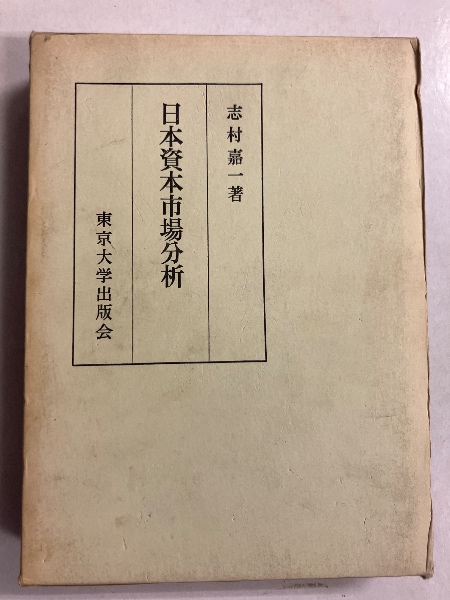 志村嘉一著
日本資本市場分析
東京大学出版会